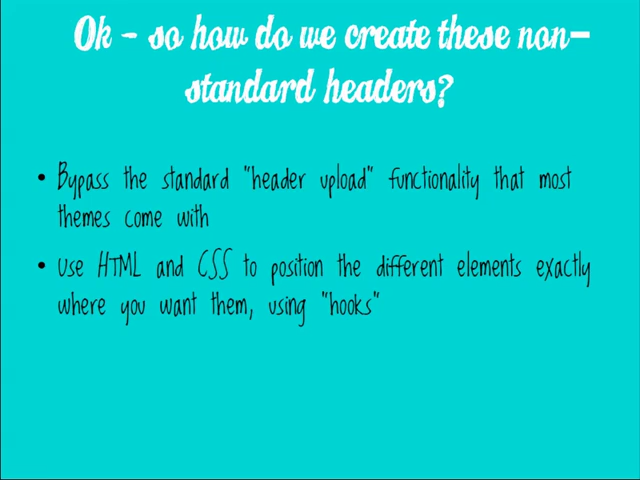 Ok - so how do we create these non-
standard headers?
• Bypass the standard "header upload" functionality that most
themes come with
• Use HTML and CSS to position the different elements exactly
where you want them, using "hooks"